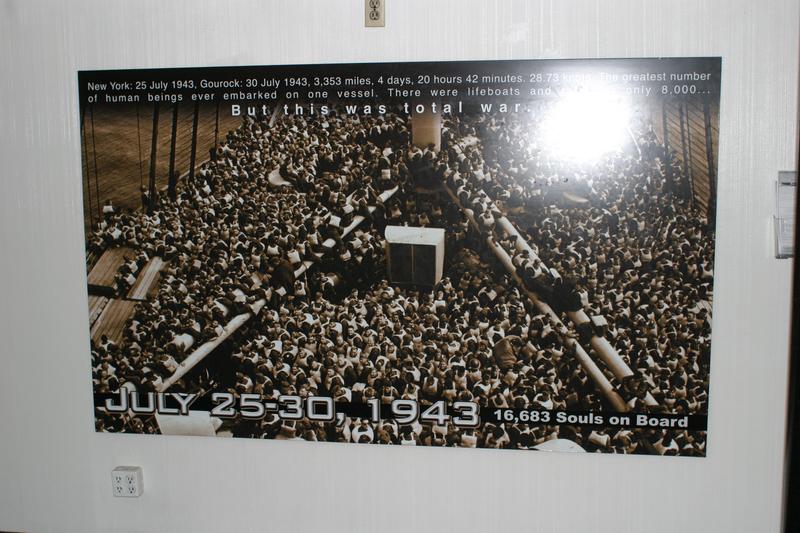 New York: 25 July 1943, Gourock: 30 July 1943, 3,353 miles, 4 days, 20 hours 42 minutes. 28.73 knots. The greatest number
of human beings ever embarked on one vessel. There were lifeboats and only 8,000...
But this was total war.
JULY 25-30, 1943
16,683 Souls on Board